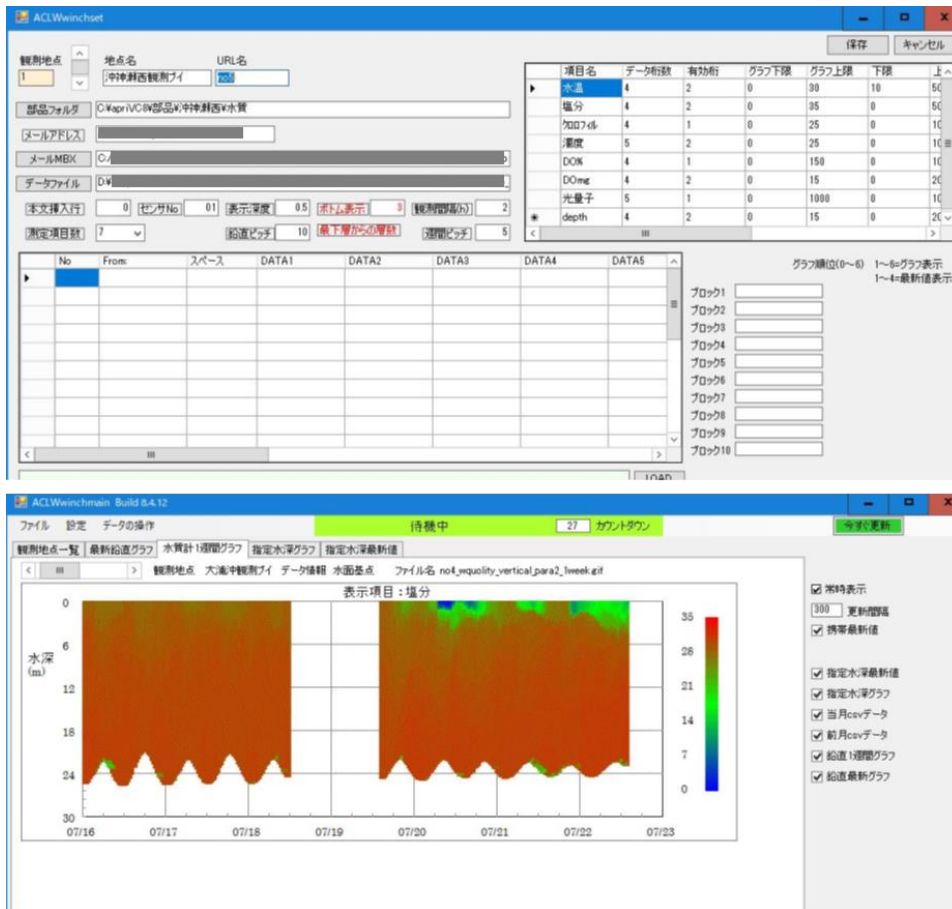 ACLWwinchset
保存 キャンセル
観測地点 地点名 URL名
1 沖神瀬西観測ブイ no5
部品フォルダ C:¥apriVC8¥部品¥沖神瀬西¥水質
メールアドレス
メールMBX C:/
データファイル D:¥
本文挿入行 0 センサNo 01 表示深度 0.5 ボトム表示 3 観測間隔(h) 2
測定項目数 7 鉛直ピッチ 10 最下層からの層数 週間ピッチ 5
項目名 データ桁数 有効桁 グラフ下限 グラフ上限 下限 上
水温 4 2 0 30 10 50
塩分 4 2 0 35 0 50
クロロフィル 4 1 0 25 0 10
濁度 5 2 0 25 0 10
DO% 4 1 0 150 0 10
DOmg 4 2 0 15 0 20
光量子 5 1 0 1000 0 10
depth 4 2 0 15 0 20
No From: スペース DATA1 DATA2 DATA3 DATA4 DATA5
グラフ順位(0～6) 1～6=グラフ表示
1～4=最新値表示
ブロック1
ブロック2
ブロック3
ブロック4
ブロック5
ブロック6
ブロック7
ブロック8
ブロック9
ブロック10
LOAD
ACLWwinchmain Build 8.4.12
ファイル 設定 データの操作 待機中 27 カウントダウン 今すぐ更新
観測地点一覧 最新鉛直グラフ 水質計1週間グラフ 指定水深グラフ 指定水深最新値
観測地点 大浦沖観測ブイ データ情報 水面基点 ファイル名 no4_wquolity_vertical_para2_1week.gif
表示項目：塩分
水深
(m)
0
6
12
18
24
30
07/16 07/17 07/18 07/19 07/20 07/21 07/22 07/23
35
28
21
14
7
0
常時表示
300 更新間隔
携帯最新値
指定水深最新値
指定水深グラフ
当月csvデータ
前月csvデータ
鉛直1週間グラフ
鉛直最新グラフ